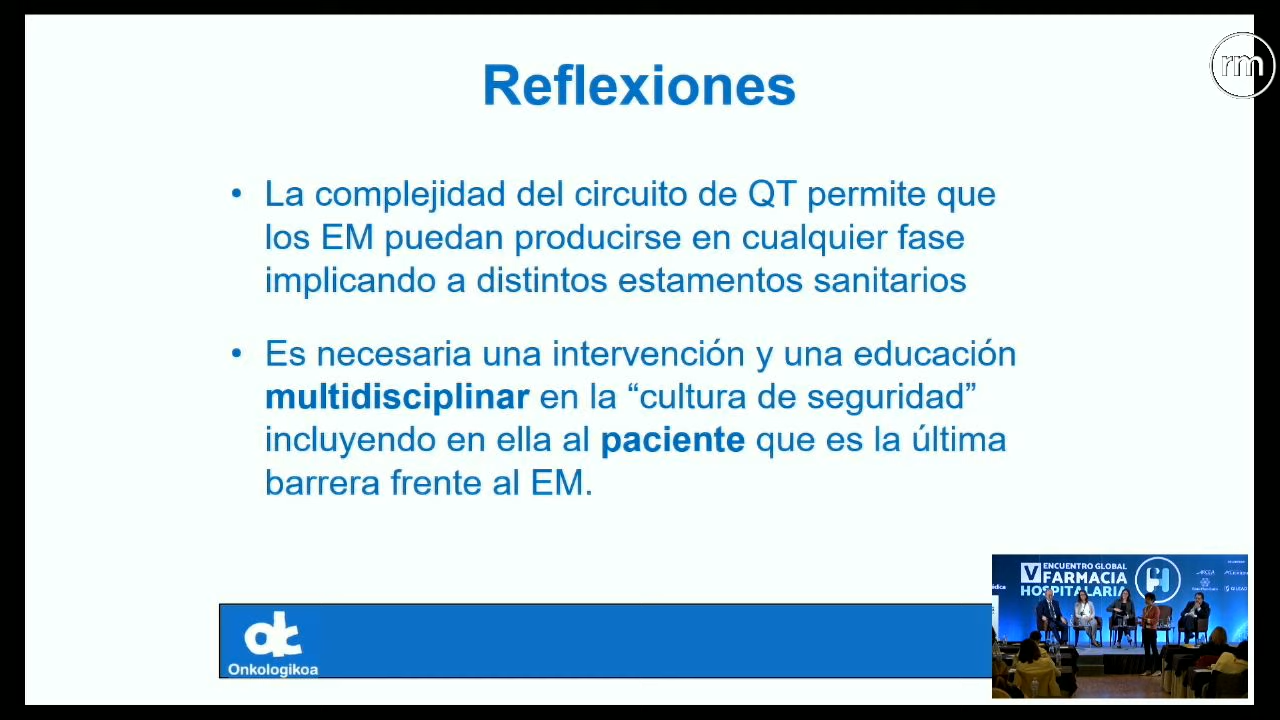 rm
Reflexiones
• La complejidad del circuito de QT permite que
los EM puedan producirse en cualquier fase
implicando a distintos estamentos sanitarios
• Es necesaria una intervención y una educación
multidisciplinar en la “cultura de seguridad”
incluyendo en ella al paciente que es la última
barrera frente al EM.
Onkologikoa
V ENCUENTRO GLOBAL
FARMACIA
HOSPITALARIA
GILEAD